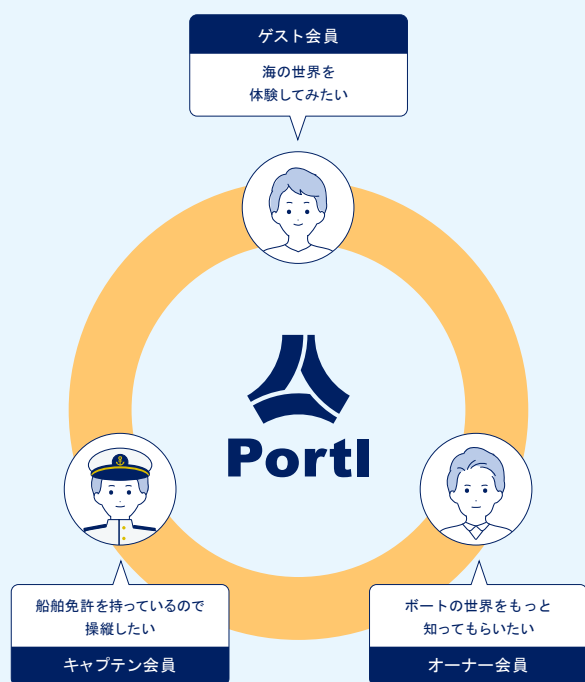 ゲスト会員
海の世界を
体験してみたい
Portl
船舶免許を持っているので
操縦したい
キャプテン会員
ボートの世界をもっと
知ってもらいたい
オーナー会員